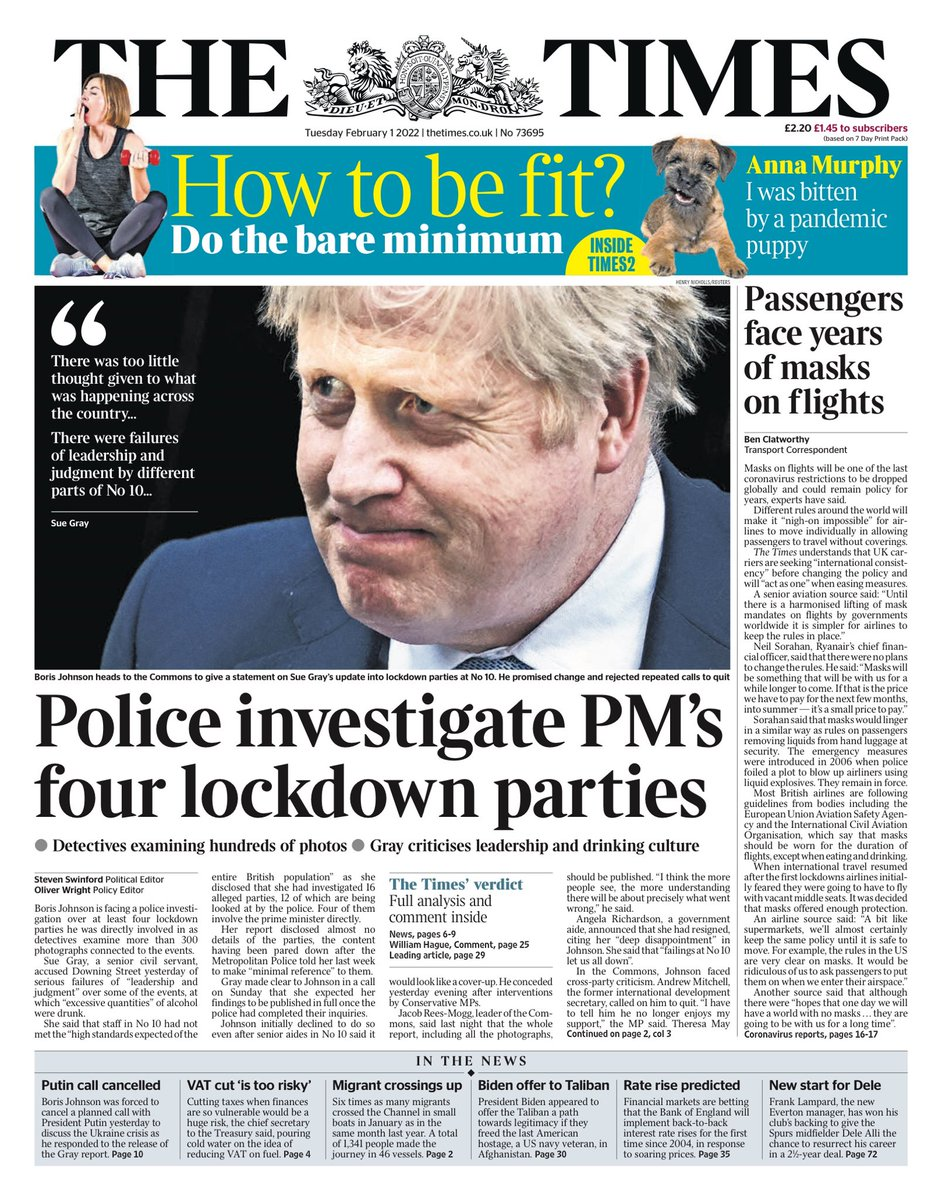 THE TIMES
DIEU ET MON DROIT
Tuesday February 1 2022 | thetimes.co.uk | No 73695
£2.20 £1.45 to subscribers
(based on 7 Day Print Pack)
How to be fit?
Do the bare minimum
INSIDE
TIMES2
Anna Murphy
I was bitten
by a pandemic
puppy
HENRY NICHOLLS/REUTERS
“
There was too little
thought given to what
was happening across
the country...
There were failures
of leadership and
judgment by different
parts of No 10...
Sue Gray
Boris Johnson heads to the Commons to give a statement on Sue Gray's update into lockdown parties at No 10. He promised change and rejected repeated calls to quit
Police investigate PM's
four lockdown parties
● Detectives examining hundreds of photos ● Gray criticises leadership and drinking culture
Steven Swinford Political Editor
Oliver Wright Policy Editor
Boris Johnson is facing a police investi-
gation over at least four lockdown
parties he was directly involved in as
detectives examine more than 300
photographs connected to the events.
Sue Gray, a senior civil servant,
accused Downing Street yesterday of
serious failures of “leadership and
judgment” over some of the events, at
which “excessive quantities” of alcohol
were drunk.
She said that staff in No 10 had not
met the “high standards expected of the
entire British population” as she
disclosed that she had investigated 16
alleged parties, 12 of which are being
looked at by the police. Four of them
involve the prime minister directly.
Her report disclosed almost no
details of the parties, the content
having been pared down after the
Metropolitan Police told her last week
to make “minimal reference” to them.
Gray made clear to Johnson in a call
on Sunday that she expected her
findings to be published in full once the
police had completed their inquiries.
Johnson initially declined to do so
even after senior aides in No 10 said it
The Times' verdict
Full analysis and
comment inside
News, pages 6-9
William Hague, Comment, page 25
Leading article, page 29
would look like a cover-up. He conceded
yesterday evening after interventions
by Conservative MPs.
Jacob Rees-Mogg, leader of the Com-
mons, said last night that the whole
report, including all the photographs,
should be published. “I think the more
people see, the more understanding
there will be about precisely what went
wrong,” he said.
Angela Richardson, a government
aide, announced that she had resigned,
citing her “deep disappointment” in
Johnson. She said that “failings at No 10
let us all down”.
In the Commons, Johnson faced
cross-party criticism. Andrew Mitchell,
the former international development
secretary, called on him to quit. “I have
to tell him he no longer enjoys my
support,” the MP said. Theresa May
Continued on page 2, col 3
Passengers
face years
of masks
on flights
Ben Clatworthy
Transport Correspondent
Masks on flights will be one of the last
coronavirus restrictions to be dropped
globally and could remain policy for
years, experts have said.
Different rules around the world will
make it “nigh-on impossible” for air-
lines to move individually in allowing
passengers to travel without coverings.
The Times understands that UK car-
riers are seeking “international consist-
ency” before changing the policy and
will “act as one” when easing measures.
A senior aviation source said: “Until
there is a harmonised lifting of mask
mandates on flights by governments
worldwide it is simpler for airlines to
keep the rules in place.”
Neil Sorahan, Ryanair's chief finan-
cial officer, said that there were no plans
to change the rules. He said: “Masks will
be something that will be with us for a
while longer to come. If that is the price
we have to pay for the next few months,
into summer — it's a small price to pay.”
Sorahan said that masks would linger
in a similar way as rules on passengers
removing liquids from hand luggage at
security. The emergency measures
were introduced in 2006 when police
foiled a plot to blow up airliners using
liquid explosives. They remain in force.
Most British airlines are following
guidelines from bodies including the
European Union Aviation Safety Agen-
cy and the International Civil Aviation
Organisation, which say that masks
should be worn for the duration of
flights, except when eating and drinking.
When international travel resumed
after the first lockdowns airlines initial-
ly feared they were going to have to fly
with vacant middle seats. It was decided
that masks offered enough protection.
An airline source said: “A bit like
supermarkets, we'll almost certainly
keep the same policy until it is safe to
move. For example, the rules in the US
are very clear on masks. It would be
ridiculous of us to ask passengers to put
them on when we enter their airspace.”
Another source said that although
there were “hopes that one day we will
have a world with no masks ... they are
going to be with us for a long time”.
Coronavirus reports, pages 16-17
IN THE NEWS
Putin call cancelled
Boris Johnson was forced to
cancel a planned call with
President Putin yesterday to
discuss the Ukraine crisis as
he responded to the release of
the Gray report. Page 10
VAT cut ‘is too risky’
Cutting taxes when finances
are so vulnerable would be a
huge risk, the chief secretary
to the Treasury said, pouring
cold water on the idea of
reducing VAT on fuel. Page 4
Migrant crossings up
Six times as many migrants
crossed the Channel in small
boats in January as in the
same month last year. A total
of 1,341 people made the
journey in 46 vessels. Page 2
Biden offer to Taliban
President Biden appeared to
offer the Taliban a path
towards legitimacy if they
freed the last American
hostage, a US navy veteran, in
Afghanistan. Page 30
Rate rise predicted
Financial markets are betting
that the Bank of England will
implement back-to-back
interest rate rises for the first
time since 2004, in response
to soaring prices. Page 35
New start for Dele
Frank Lampard, the new
Everton manager, has won his
club's backing to give the
Spurs midfielder Dele Alli the
chance to resurrect his career
in a 2½-year deal. Page 72